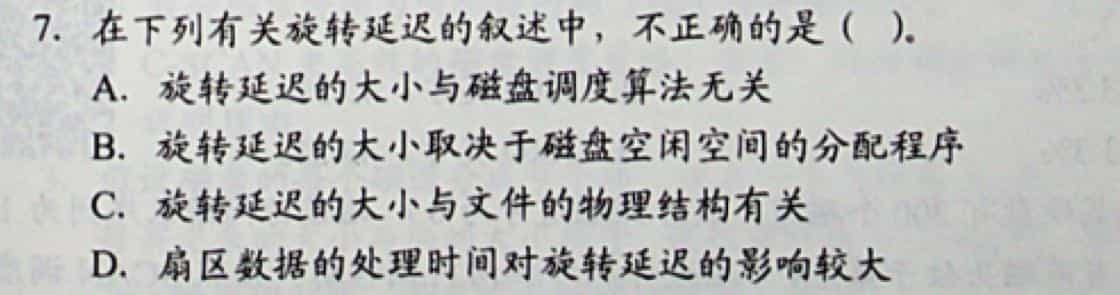 7. 在下列有关旋转延迟的叙述中，不正确的是（ ）。
A. 旋转延迟的大小与磁盘调度算法无关
B. 旋转延迟的大小取决于磁盘空闲空间的分配程序
C. 旋转延迟的大小与文件的物理结构有关
D. 扇区数据的处理时间对旋转延迟的影响较大